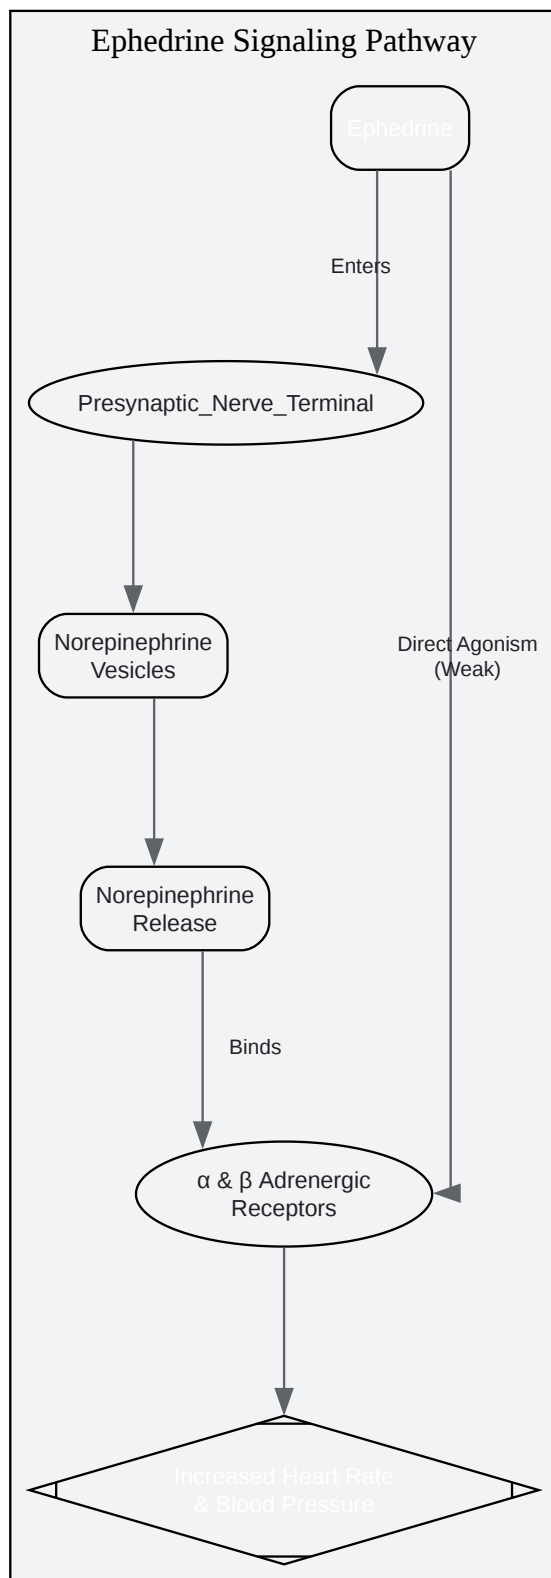 Ephedrine Signaling Pathway
Ephedrine
Enters
Presynaptic_Nerve_Terminal
Norepinephrine
Vesicles
Direct Agonism
(Weak)
Norepinephrine
Release
Binds
α & β Adrenergic
Receptors
Increased Heart Rate
& Blood Pressure